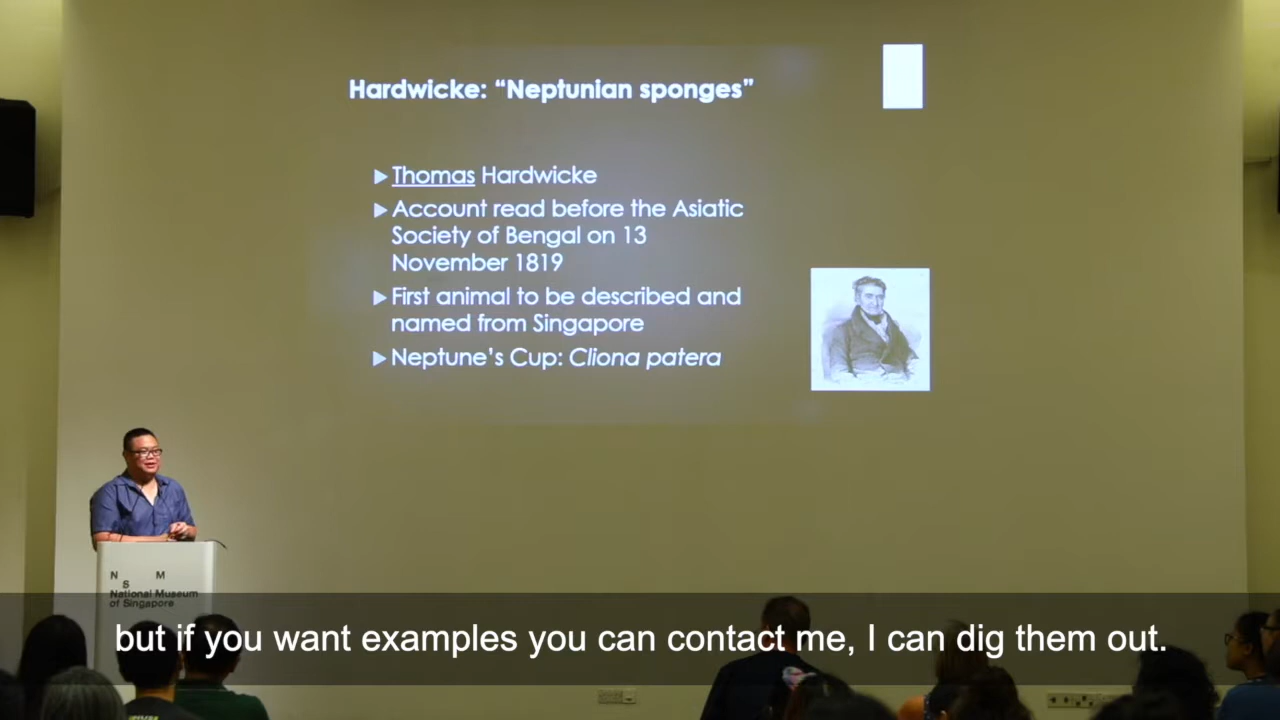 Hardwicke: “Neptunian sponges”
Thomas Hardwicke
Account read before the Asiatic
Society of Bengal on 13
November 1819
First animal to be described and
named from Singapore
Neptune’s Cup: Cliona patera
N M
S
National Museum
of Singapore
but if you want examples you can contact me, I can dig them out.